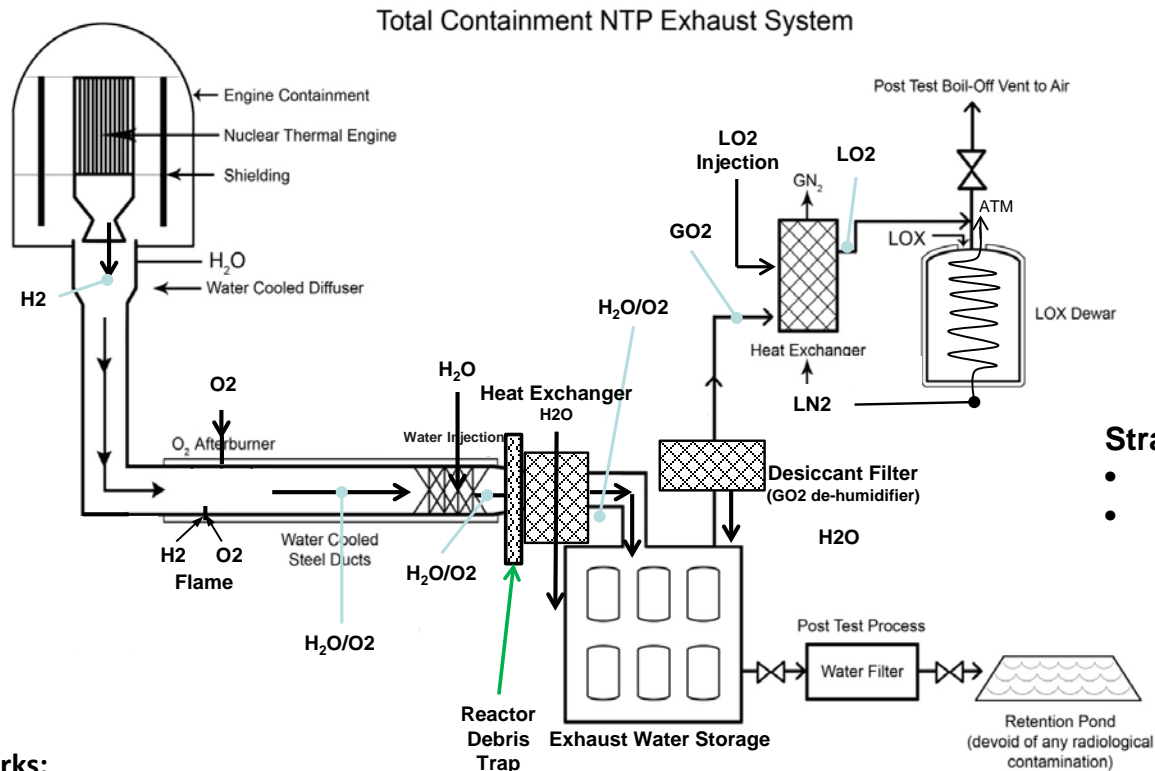 Total Containment NTP Exhaust System
Engine Containment
Nuclear Thermal Engine
Shielding
H₂O
Water Cooled Diffuser
H2
O2
O₂ Afterburner
H2 O2
Flame
Water Cooled
Steel Ducts
H₂O/O2
H₂O
Water Injection
H₂O/O2
Heat Exchanger
H2O
H₂O/O2
Reactor
Debris
Trap
Exhaust Water Storage
Desiccant Filter
(GO2 de-humidifier)
H2O
GO2
LO2
Injection
GN₂
LO2
Heat Exchanger
LN2
Post Test Boil-Off Vent to Air
ATM
LOX
LOX Dewar
Stra
•
•
Post Test Process
Water Filter
Retention Pond
(devoid of any radiological
contamination)
rks: